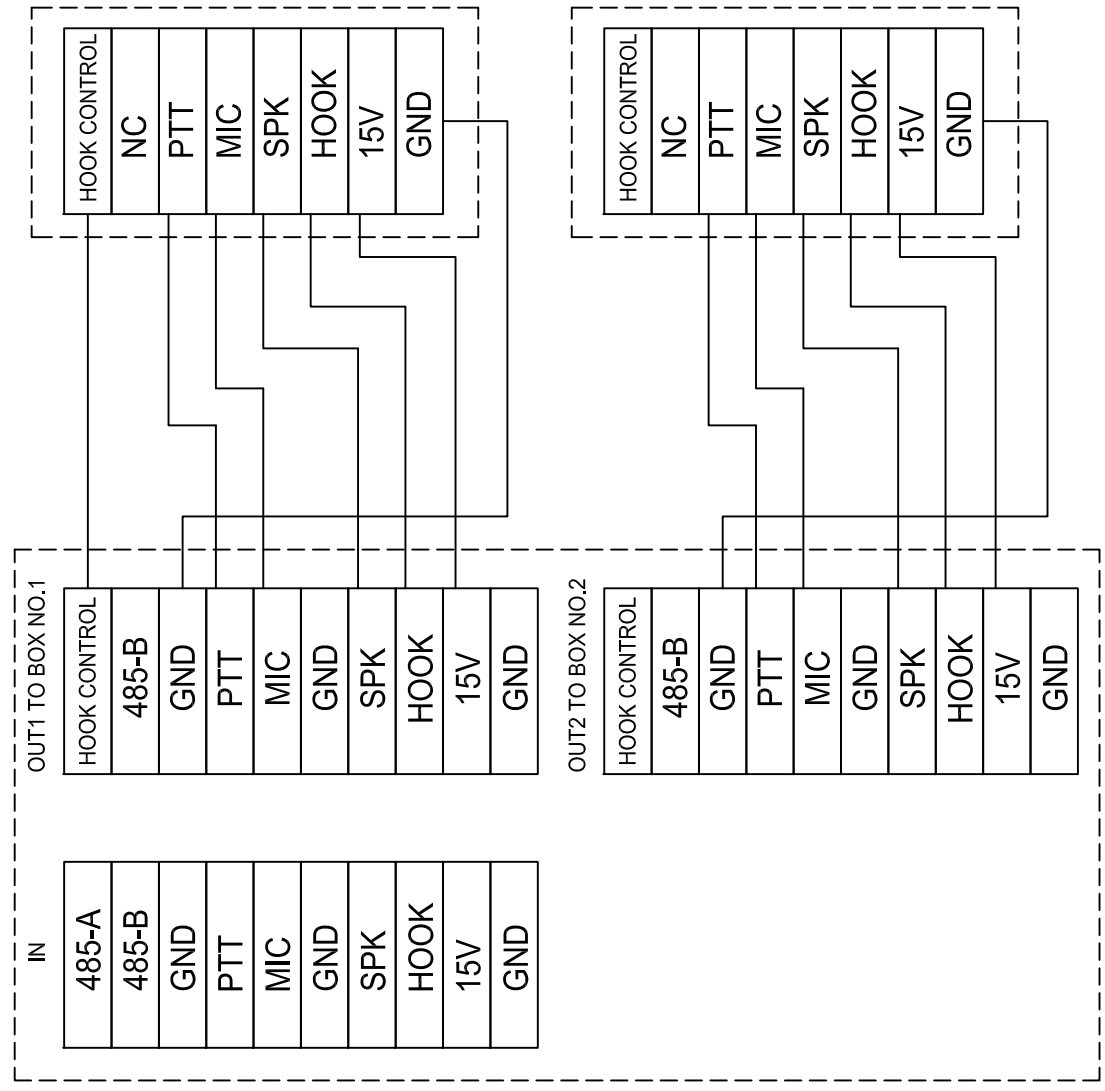 HOOK CONTROL
NC
PTT
MIC
SPK
HOOK
15V
GND
HOOK CONTROL
NC
PTT
MIC
SPK
HOOK
15V
GND
OUT1 TO BOX NO.1
HOOK CONTROL
485-B
GND
PTT
MIC
GND
SPK
HOOK
15V
GND
OUT2 TO BOX NO.2
HOOK CONTROL
485-B
GND
PTT
MIC
GND
SPK
HOOK
15V
GND
IN
485-A
485-B
GND
PTT
MIC
GND
SPK
HOOK
15V
GND